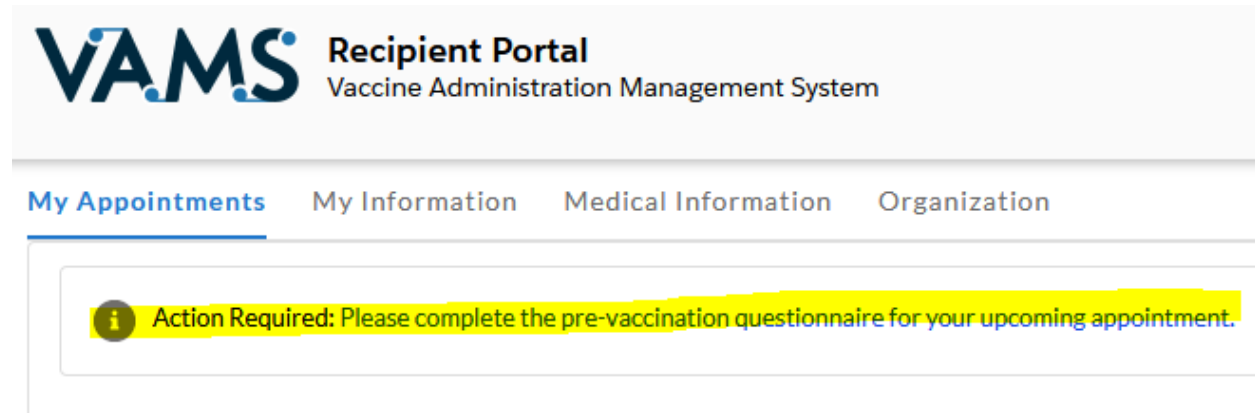 VAMS
Recipient Portal
Vaccine Administration Management System
My Appointments My Information Medical Information Organization
i Action Required: Please complete the pre-vaccination questionnaire for your upcoming appointment.